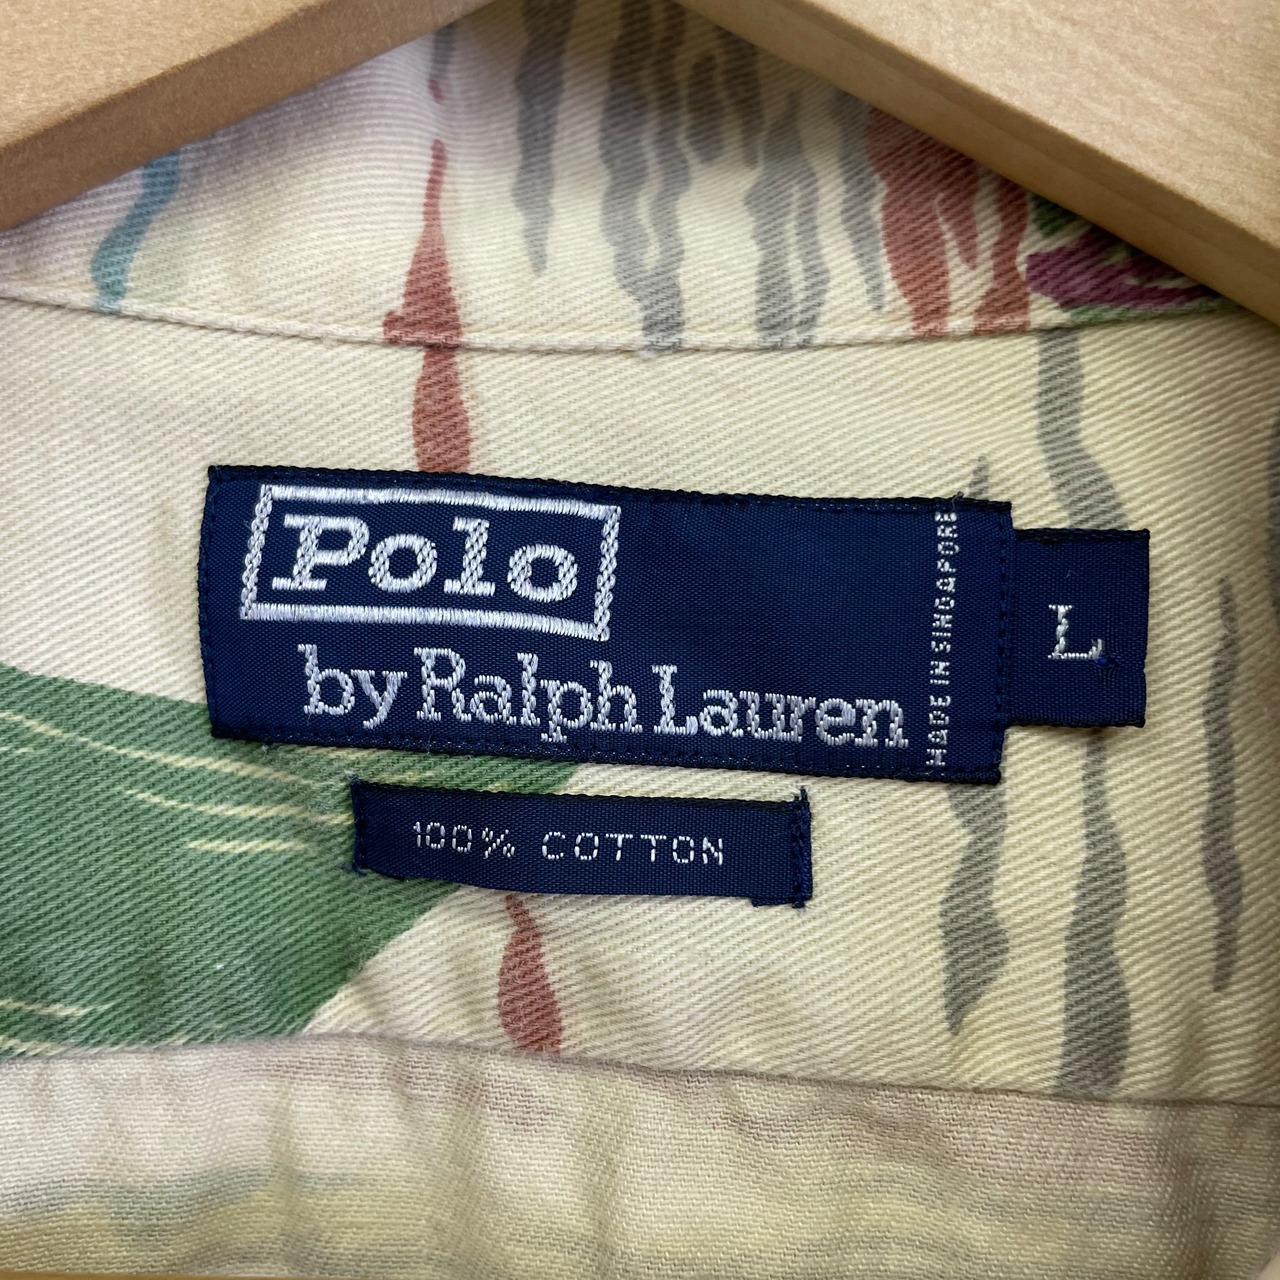 Polo
by Ralph Lauren
MADE IN SINGAPORE
L
100% COTTON